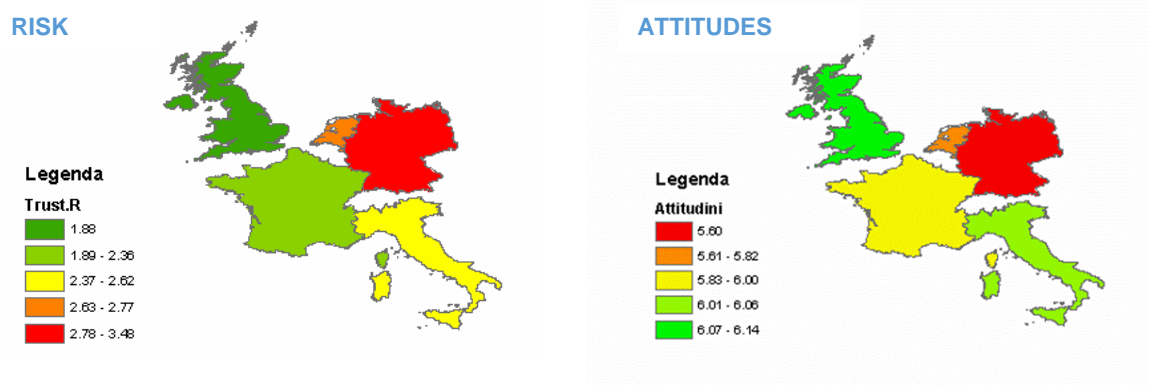 RISK
Legenda
Trust.R
1.88
1.89 - 2.36
2.37 - 2.62
2.63 - 2.77
2.78 - 3.48
ATTITUDES
Legenda
Attitudini
5.60
5.61 - 5.82
5.83 - 6.00
6.01 - 6.06
6.07 - 6.14